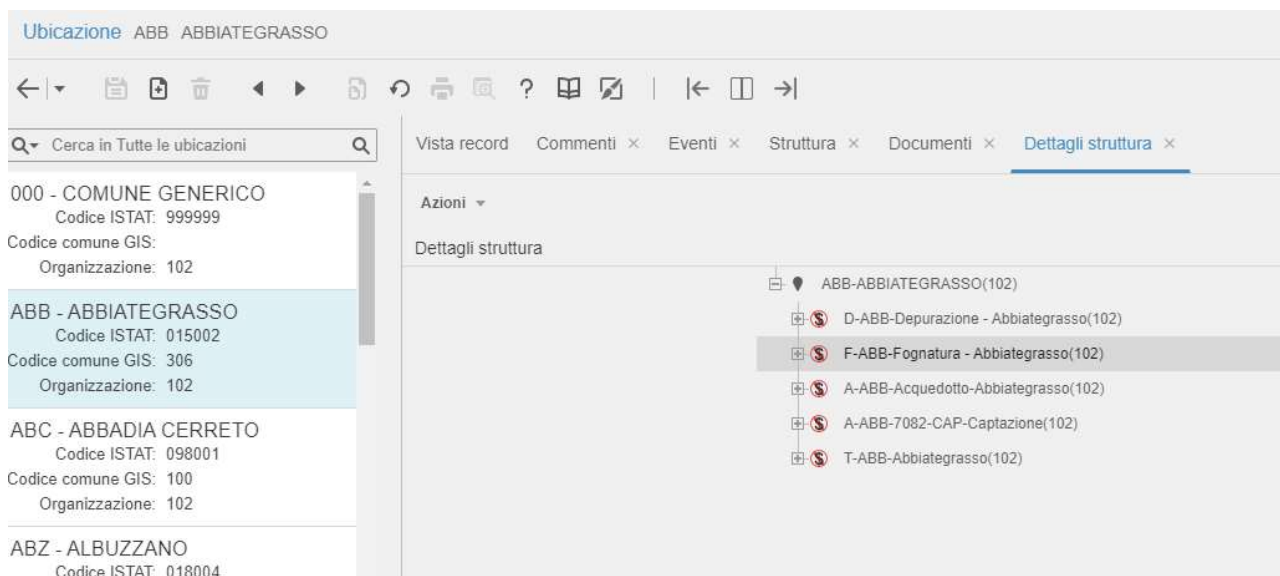 Ubicazione ABB ABBIATEGRASSO
Cerca in Tutte le ubicazioni
000 - COMUNE GENERICO
Codice ISTAT: 999999
Codice comune GIS:
Organizzazione: 102
ABB - ABBIATEGRASSO
Codice ISTAT: 015002
Codice comune GIS: 306
Organizzazione: 102
ABC - ABBADIA CERRETO
Codice ISTAT: 098001
Codice comune GIS: 100
Organizzazione: 102
ABZ - ALBUZZANO
Codice ISTAT: 018004
Vista record Commenti × Eventi × Struttura × Documenti × Dettagli struttura ×
Azioni
Dettagli struttura
ABB-ABBIATEGRASSO(102)
D-ABB-Depurazione - Abbiategrasso(102)
F-ABB-Fognatura - Abbiategrasso(102)
A-ABB-Acquedotto-Abbiategrasso(102)
A-ABB-7082-CAP-Captazione(102)
T-ABB-Abbiategrasso(102)